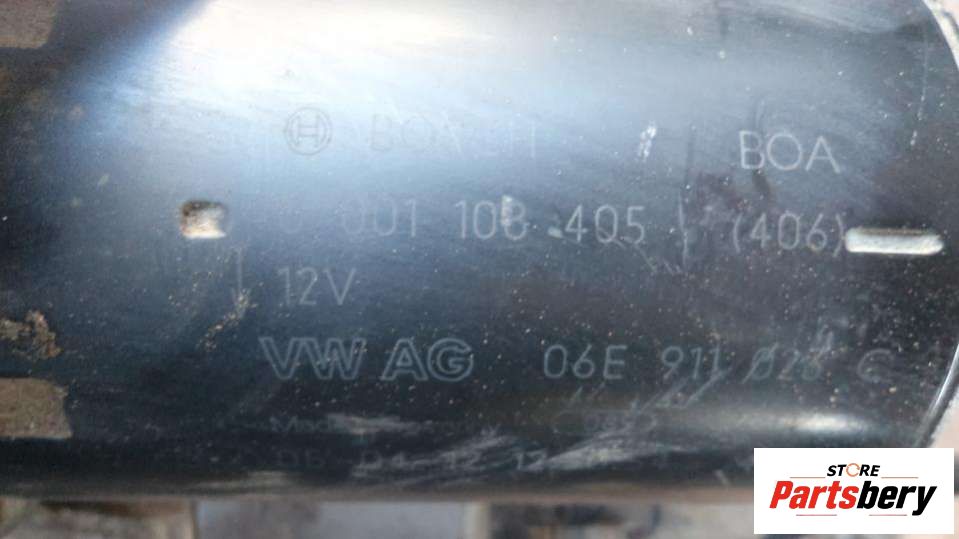 BOSCH BOA
0 001 108 405 (406)
12V
VW AG 06E 911 023 C
STORE
Partsbery